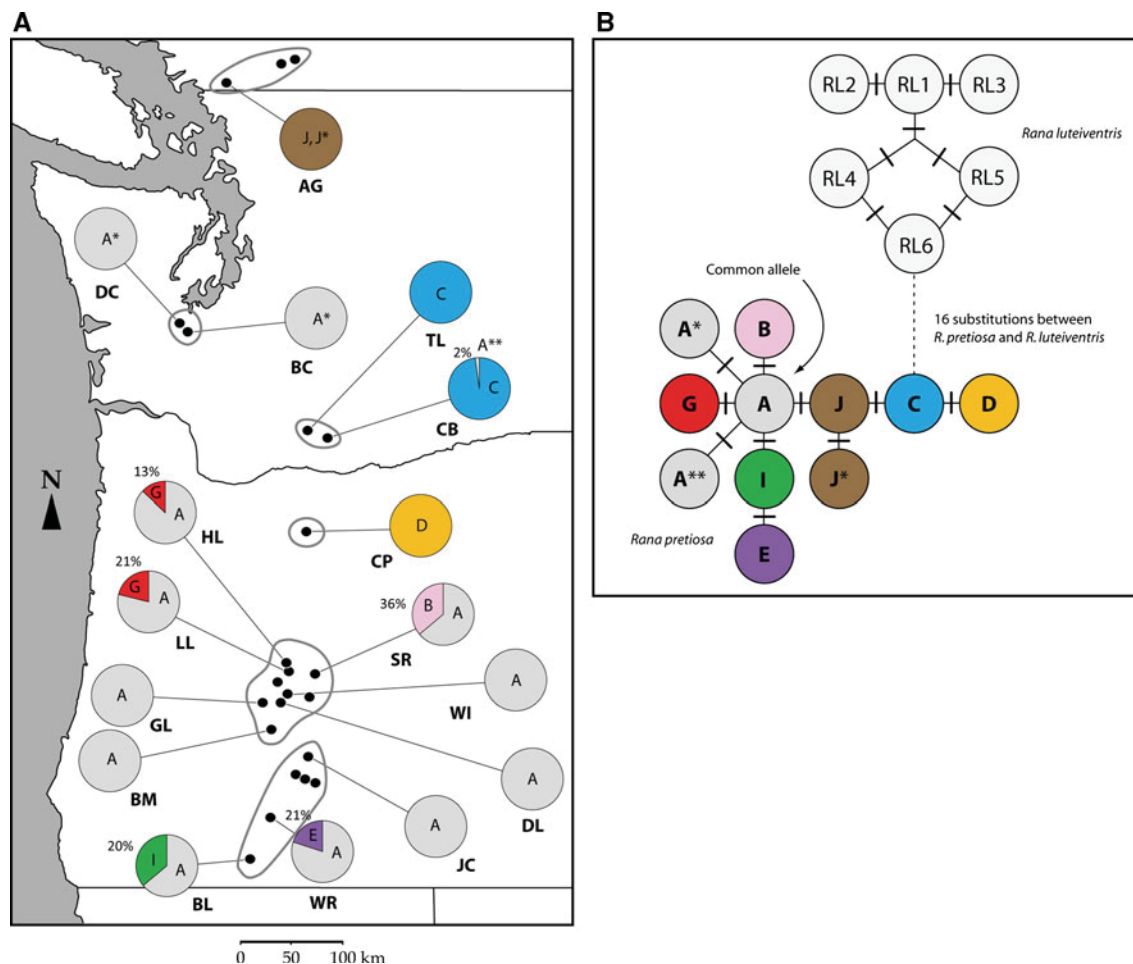 A
J, J*
AG
A*
DC
A*
BC
C
TL
A**
2%
C
CB
N
13%
G
A
HL
D
CP
21%
G
A
LL
36%
B
A
SR
A
GL
A
WI
A
BM
A
DL
21%
E
A
WR
A
JC
20%
I
A
BL
0 50 100 km
B
RL2
RL1
RL3
Rana luteiventris
RL4
RL5
RL6
Common allele
16 substitutions between
R. pretiosa and R. luteiventris
A*
B
G
A
J
C
D
A**
I
J*
Rana pretiosa
E